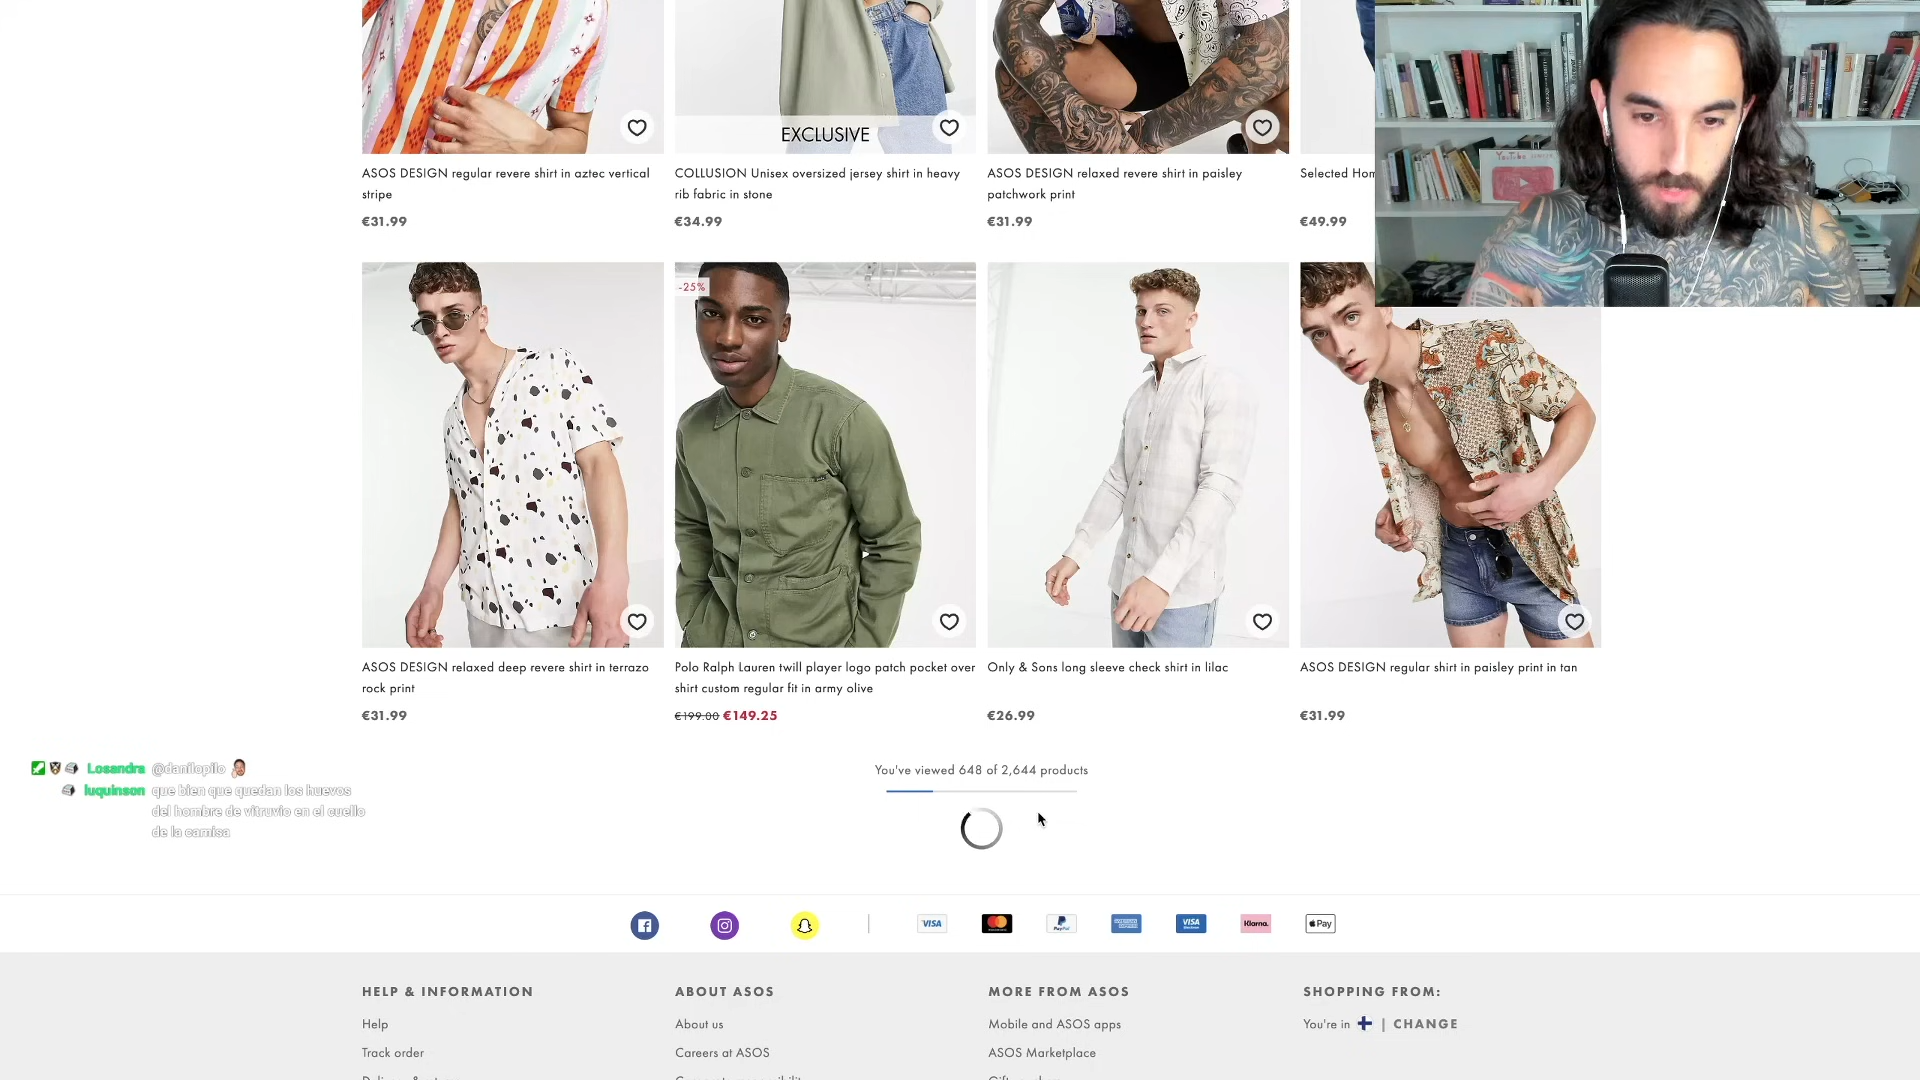 EXCLUSIVE
ASOS DESIGN regular revere shirt in aztec vertical
stripe
€31.99
COLLUSION Unisex oversized jersey shirt in heavy
rib fabric in stone
€34.99
ASOS DESIGN relaxed revere shirt in paisley
patchwork print
€31.99
Selected Hom
€49.99
-25%
ASOS DESIGN relaxed deep revere shirt in terrazo
rock print
€31.99
Polo Ralph Lauren twill player logo patch pocket over
shirt custom regular fit in army olive
€199.00 €149.25
Only & Sons long sleeve check shirt in lilac
€26.99
ASOS DESIGN regular shirt in paisley print in tan
€31.99
You've viewed 648 of 2,644 products
Losandra @danilopilo
luquinson que bien que quedan los huevos
del hombre de vitruvio en el cuello
de la camisa
VISA
PayPal
VISA
Klarna.
Pay
HELP & INFORMATION
Help
Track order
ABOUT ASOS
About us
Careers at ASOS
MORE FROM ASOS
Mobile and ASOS apps
ASOS Marketplace
SHOPPING FROM:
You're in | CHANGE